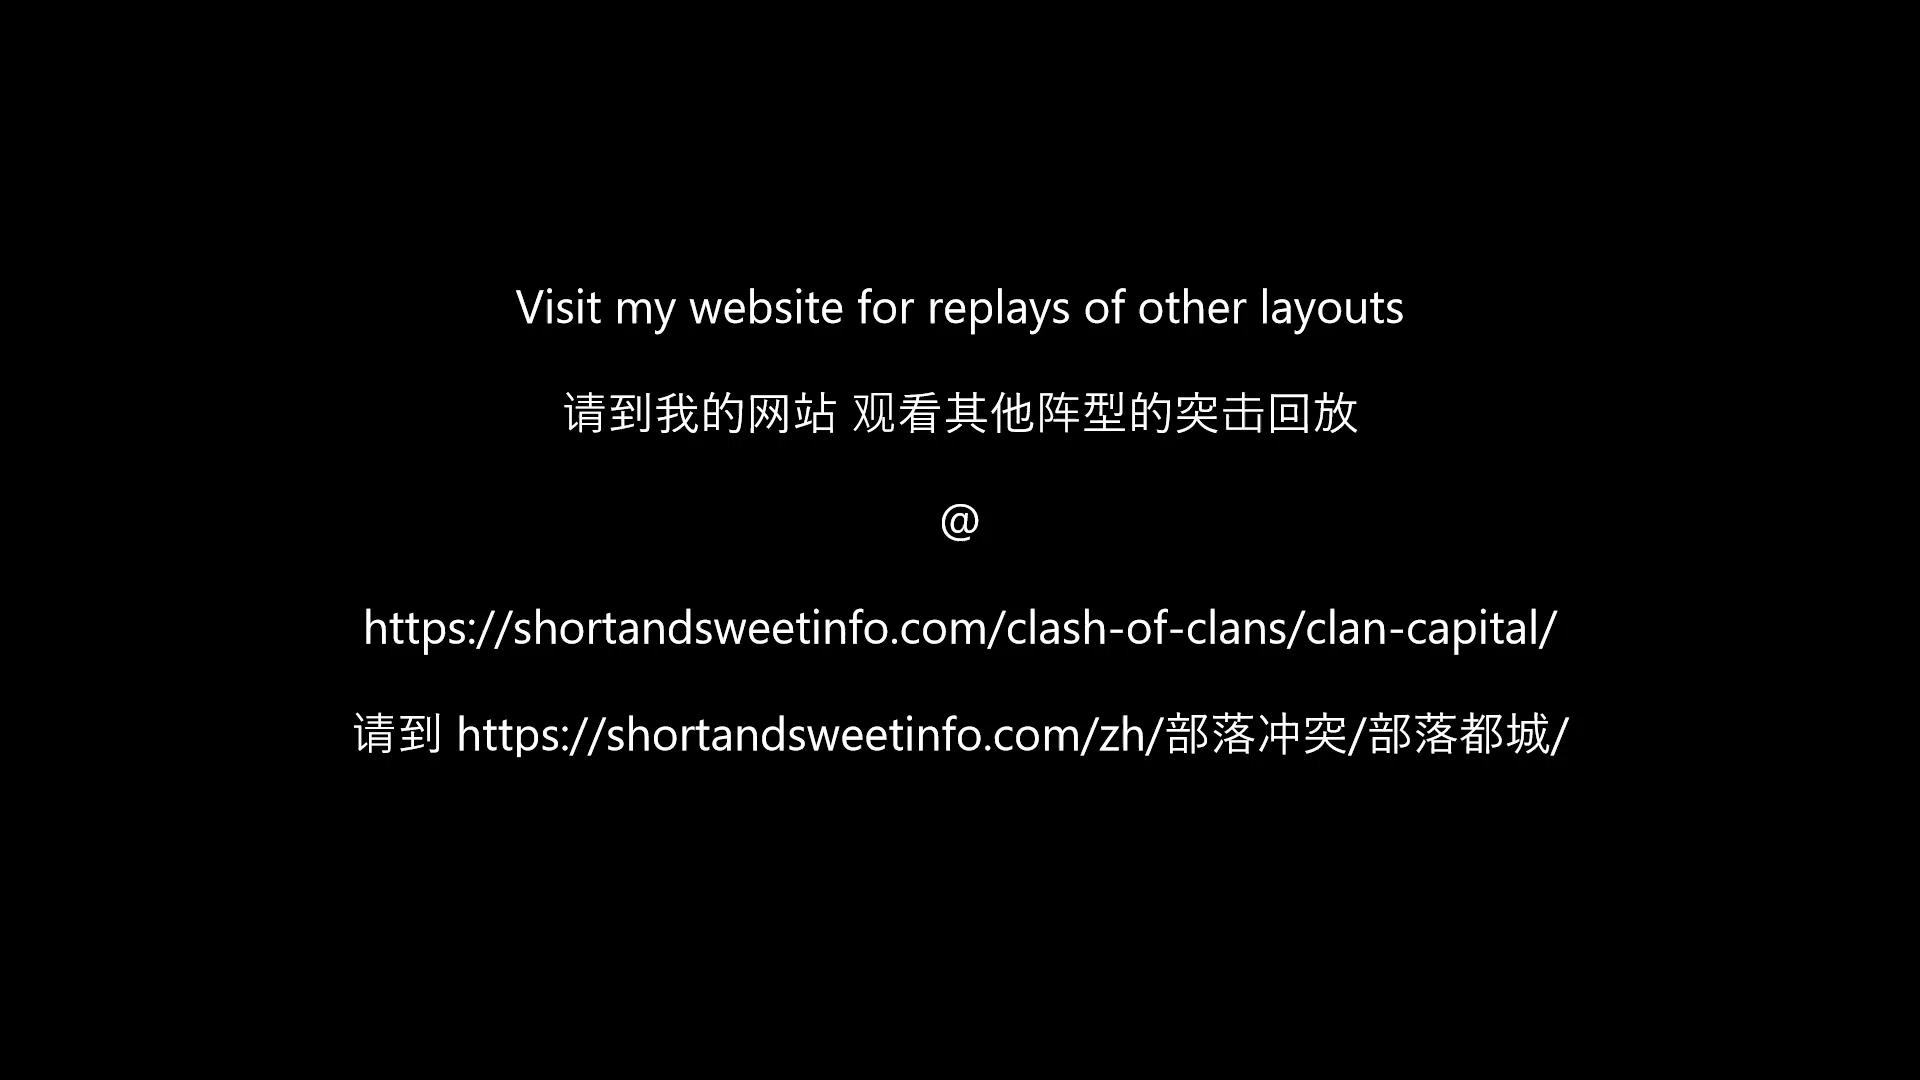 Visit my website for replays of other layouts
请到我的网站 观看其他阵型的突击回放
@
https://shortandsweetinfo.com/clash-of-clans/clan-capital/
请到 https://shortandsweetinfo.com/zh/部落冲突/部落都城/